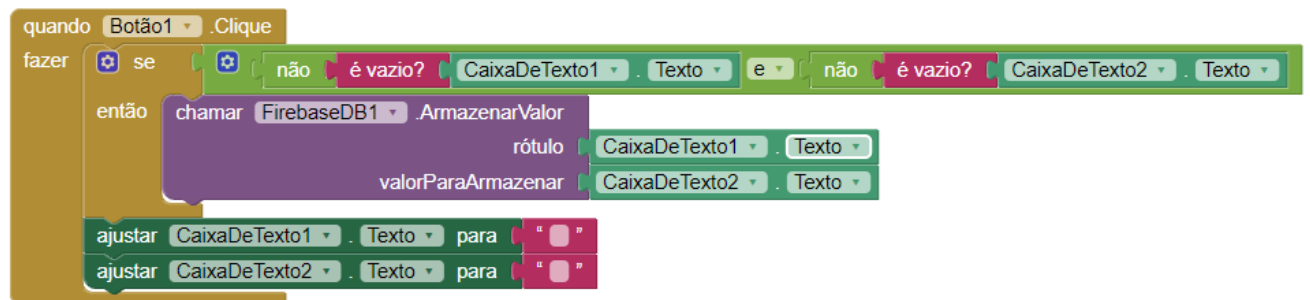 quando Botão1 .Clique
fazer se não é vazio? CaixaDeTexto1 . Texto e não é vazio? CaixaDeTexto2 . Texto
então chamar FirebaseDB1 .ArmazenarValor
rótulo CaixaDeTexto1 . Texto
valorParaArmazenar CaixaDeTexto2 . Texto
ajustar CaixaDeTexto1 . Texto para “ ”
ajustar CaixaDeTexto2 . Texto para “ ”